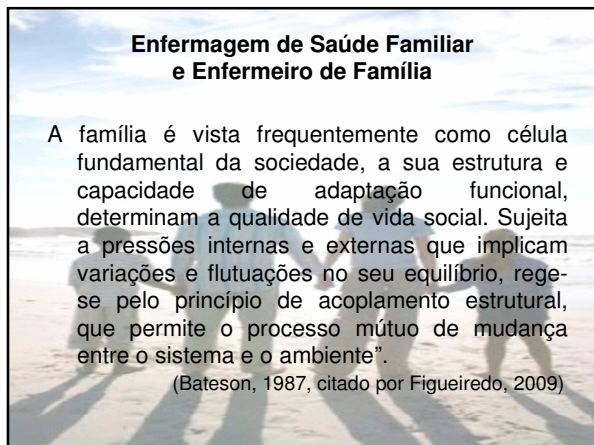 Enfermagem de Saúde Familiar
e Enfermeiro de Família
A família é vista frequentemente como célula
fundamental da sociedade, a sua estrutura e
capacidade de adaptação funcional,
determinam a qualidade de vida social. Sujeita
a pressões internas e externas que implicam
variações e flutuações no seu equilíbrio, rege-
se pelo princípio de acoplamento estrutural,
que permite o processo mútuo de mudança
entre o sistema e o ambiente”.
(Bateson, 1987, citado por Figueiredo, 2009)